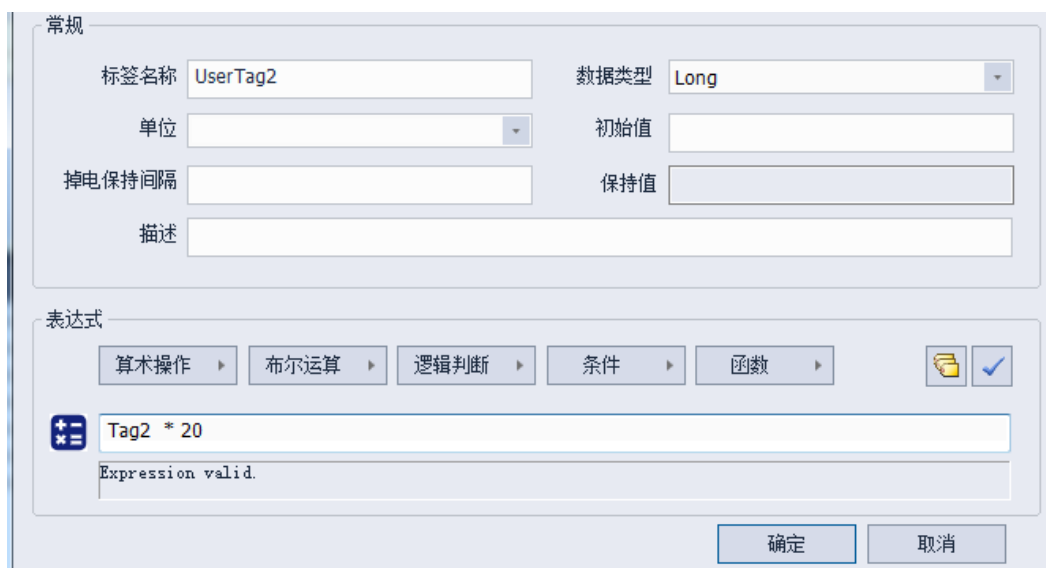 常规
标签名称 UserTag2 数据类型 Long
单位 初始值
掉电保持间隔 保持值
描述
表达式
算术操作 布尔运算 逻辑判断 条件 函数
Tag2 * 20
Expression valid.
确定 取消